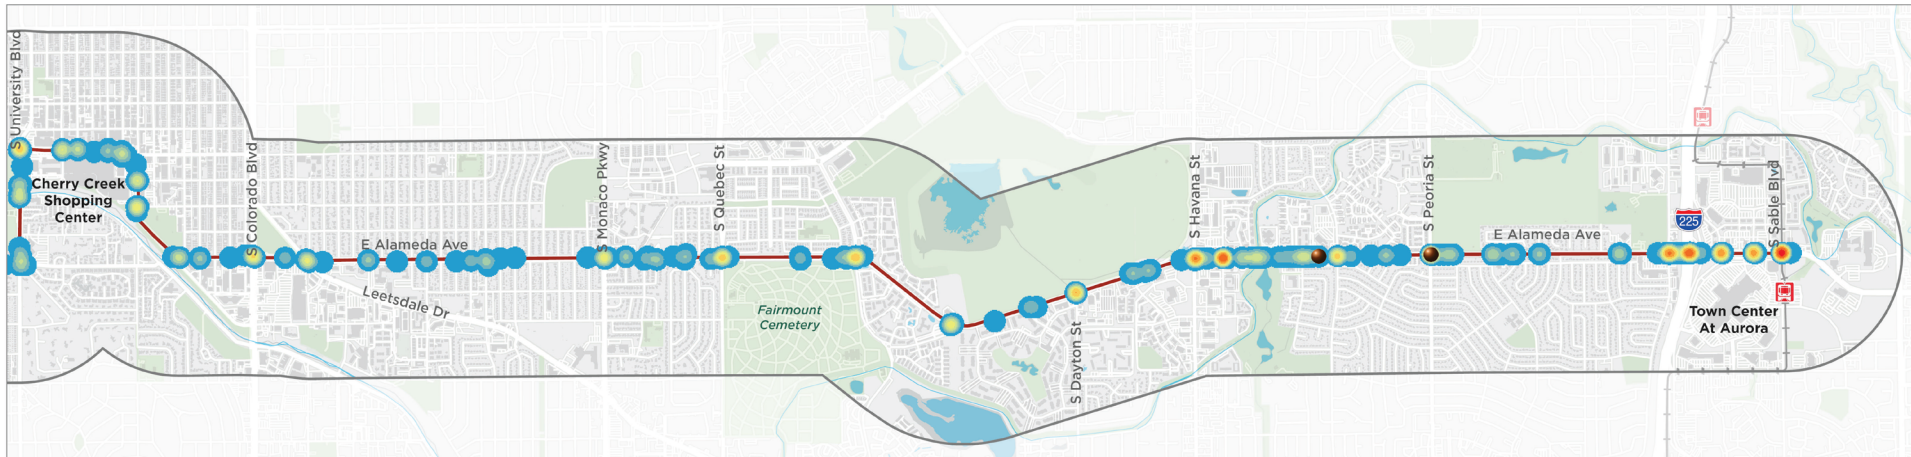 S University Blvd
Cherry Creek
Shopping
Center
S Colorado Blvd
E Alameda Ave
Leetsdale Dr
S Monaco Pkwy
S Quebec St
Fairmount
Cemetery
S Dayton St
S Havana St
S Peoria St
E Alameda Ave
225
S Sable Blvd
Town Center
At Aurora